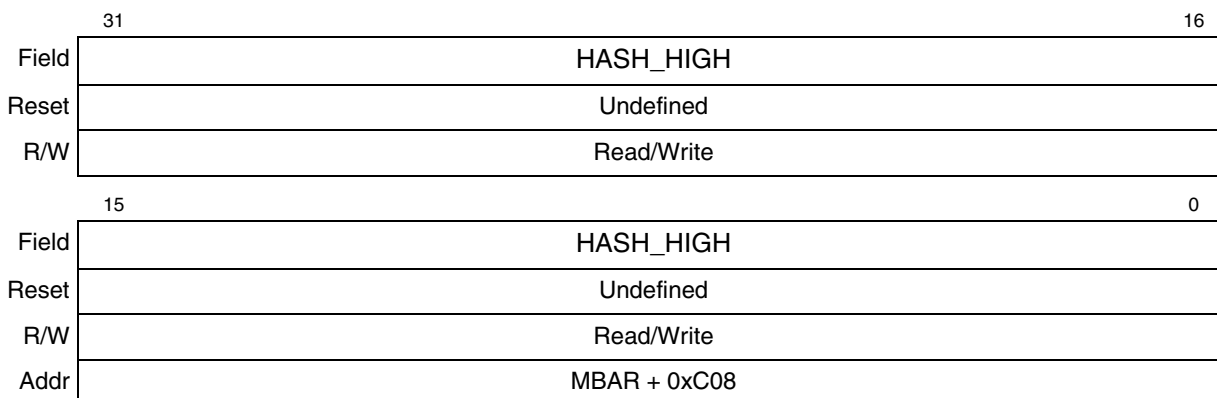 31 16
Field HASH_HIGH
Reset Undefined
R/W Read/Write
15 0
Field HASH_HIGH
Reset Undefined
R/W Read/Write
Addr MBAR + 0xC08